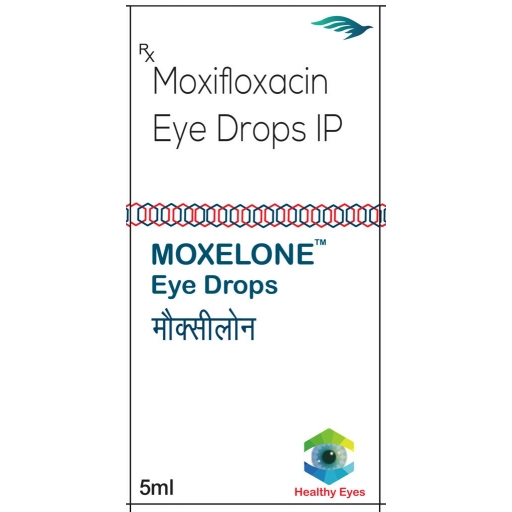 Rx
Moxifloxacin
Eye Drops IP
MOXELONE™
Eye Drops
मौक्सीलोन
5ml
Healthy Eyes